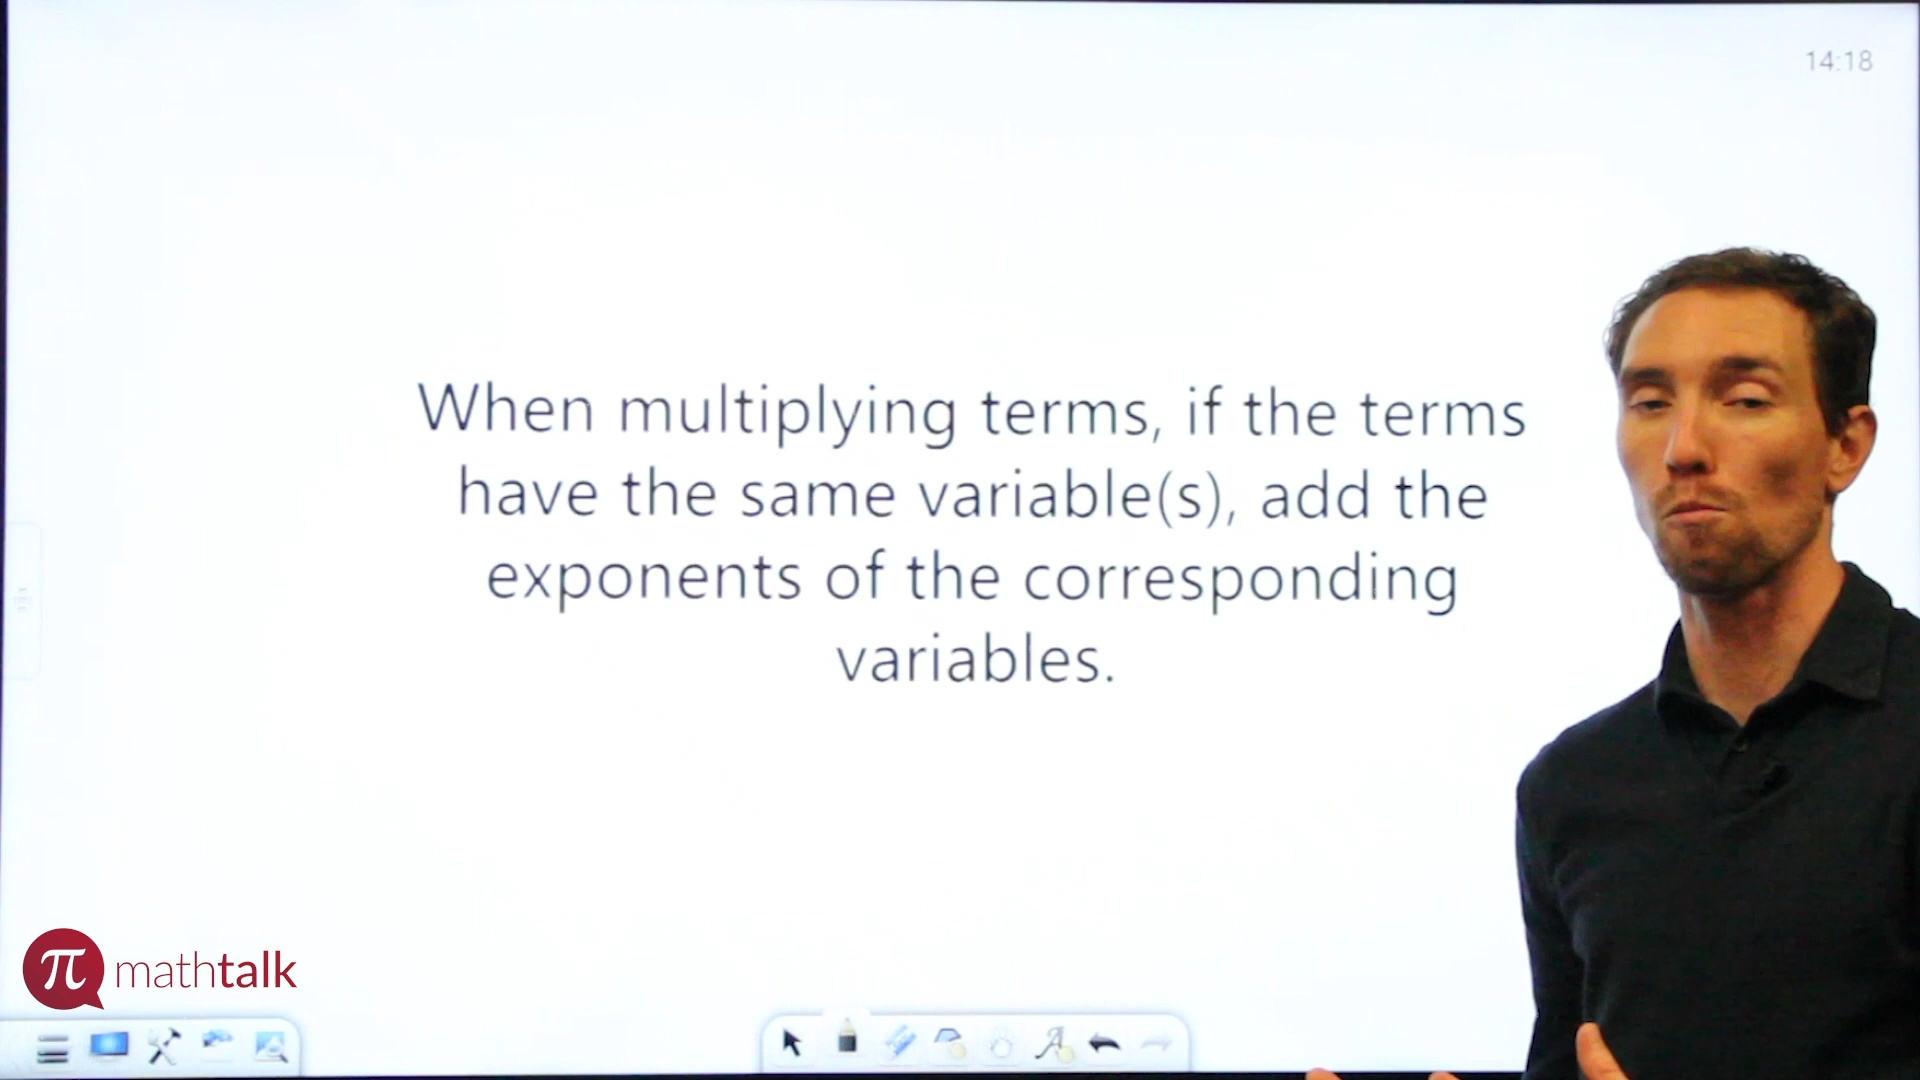 14:18
When multiplying terms, if the terms
have the same variable(s), add the
exponents of the corresponding
variables.
π mathtalk